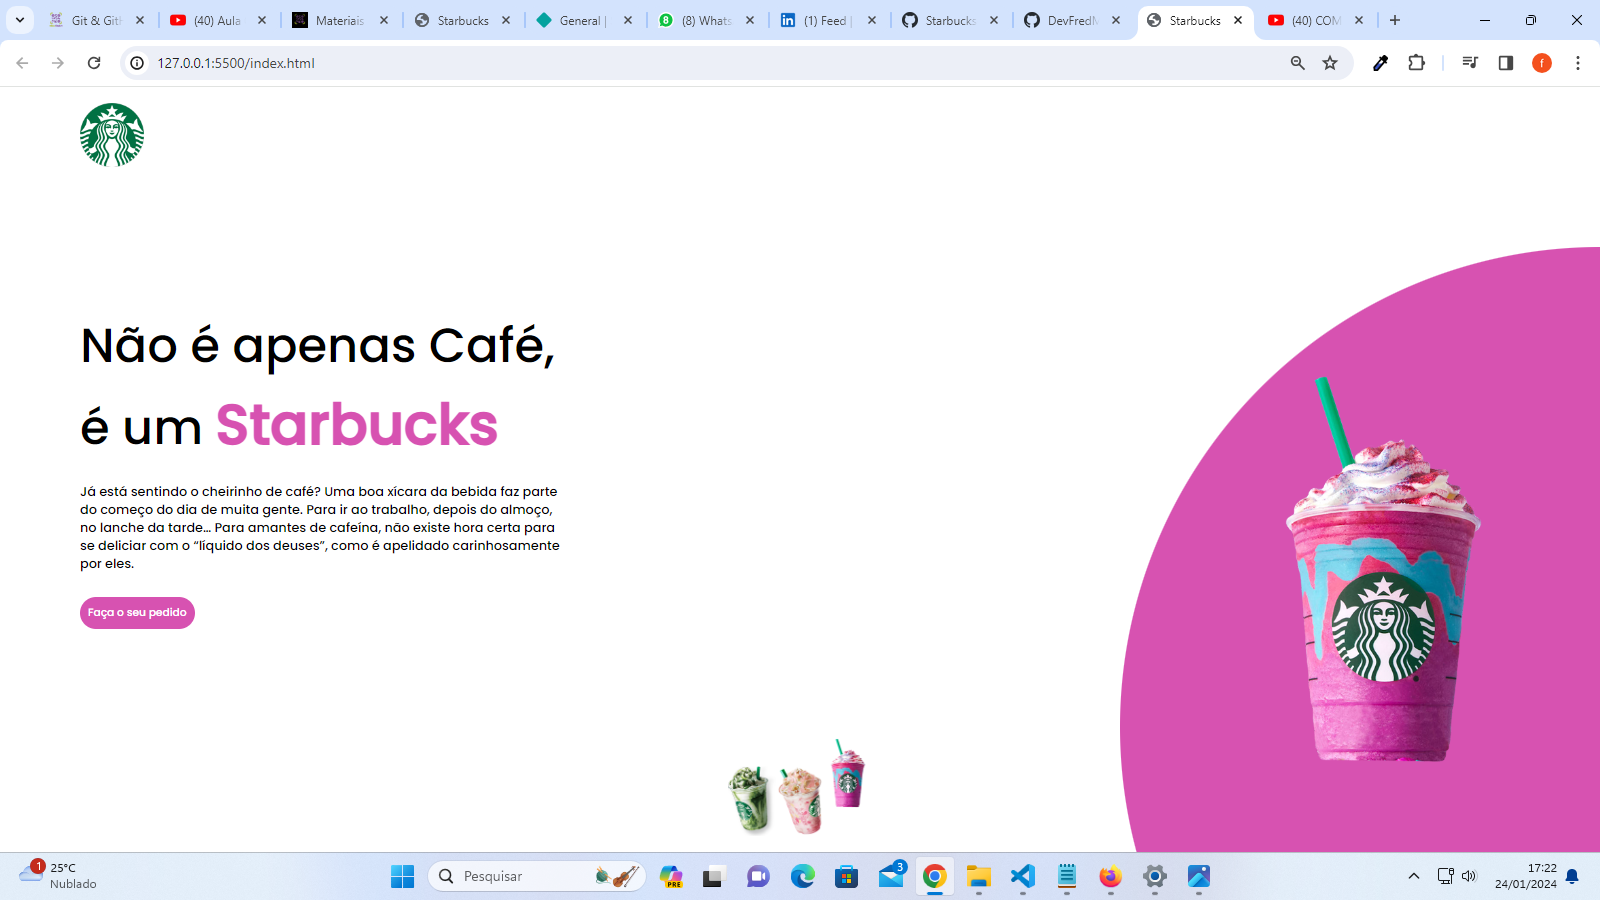 Git & GitH
(40) Aula
Materiais
Starbucks
General |
(8) Whats
(1) Feed |
Starbucks
DevFredM
Starbucks
(40) COM
127.0.0.1:5500/index.html
f
Não é apenas Café,
é um Starbucks
Já está sentindo o cheirinho de café? Uma boa xícara da bebida faz parte
do começo do dia de muita gente. Para ir ao trabalho, depois do almoço,
no lanche da tarde... Para amantes de cafeína, não existe hora certa para
se deliciar com o “líquido dos deuses”, como é apelidado carinhosamente
por eles.
Faça o seu pedido
1
25°C
Nublado
Pesquisar
PRE
3
17:22
24/01/2024